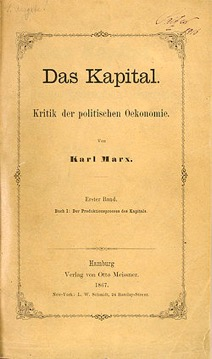 Das Kapital.
Kritik der politischen Oekonomie.
Von
Karl Marx.
Erster Band.
Buch I: Der Produktionsprocess des Kapitals.
Hamburg
Verlag von Otto Meissner.
1867.
New-York: L. W. Schmidt, 24 Barclay-Street.